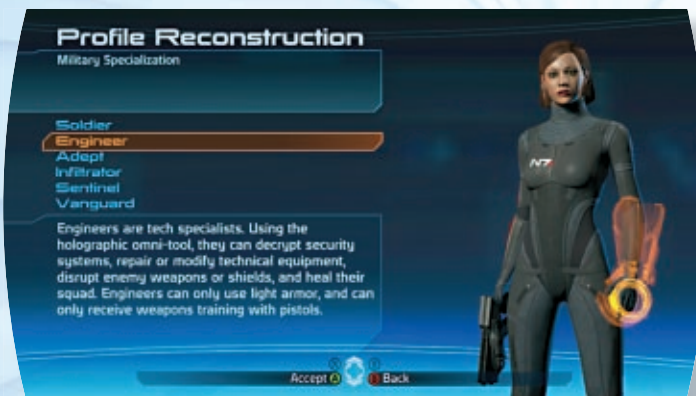 Profile Reconstruction
Military Specialization
Soldier
Engineer
Adept
Infiltrator
Sentinel
Vanguard
Engineers are tech specialists. Using the
holographic omni-tool, they can decrypt security
systems, repair or modify technical equipment,
disrupt enemy weapons or shields, and heal their
squad. Engineers can only use light armor, and can
only receive weapons training with pistols.
N7
X Y
Accept A B Back